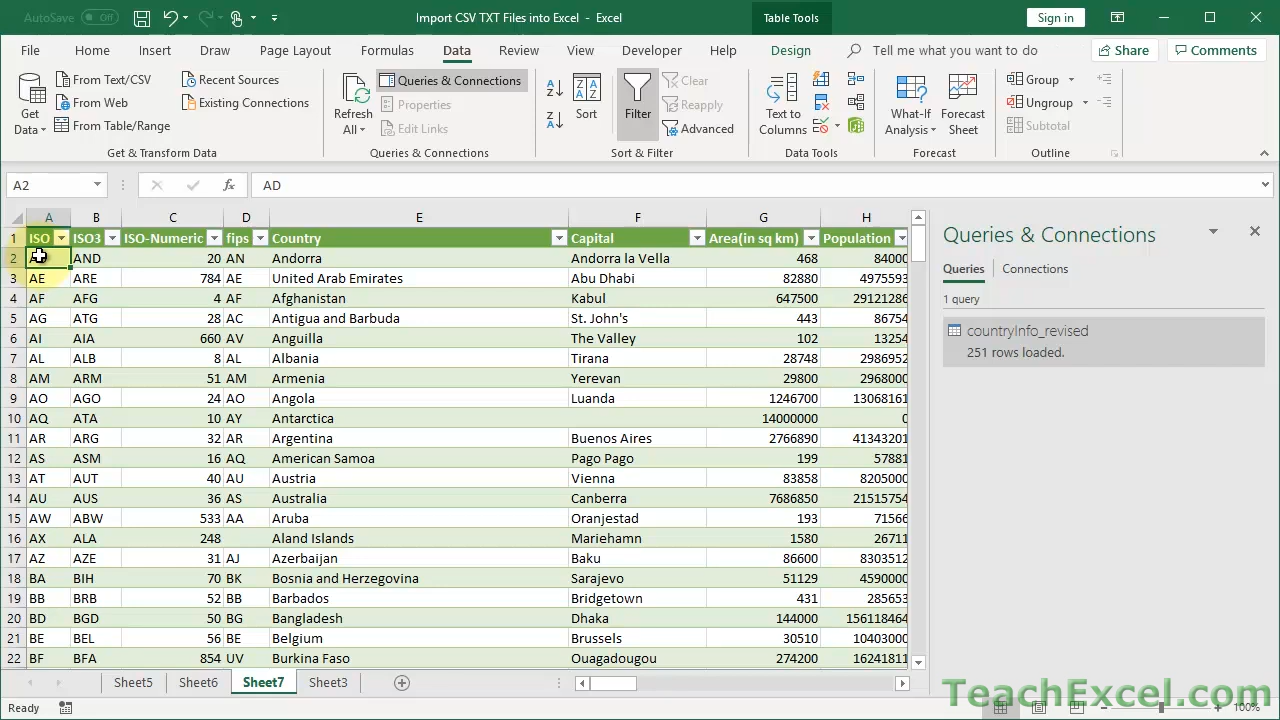 AutoSave Off Import CSV TXT Files into Excel - Excel Table Tools Sign in
File Home Insert Draw Page Layout Formulas Data Review View Developer Help Design Tell me what you want to do Share Comments
Get Data
From Text/CSV
From Web
From Table/Range
Recent Sources
Existing Connections
Get & Transform Data
Refresh All
Queries & Connections
Properties
Edit Links
Queries & Connections
Sort
Filter
Clear
Reapply
Advanced
Sort & Filter
Text to Columns
Data Tools
What-If Analysis
Forecast Sheet
Forecast
Group
Ungroup
Subtotal
Outline
A2 fx AD
A B C D E F G H
1 ISO ISO3 ISO-Numeric fips Country Capital Area(in sq km) Population
2 AND 20 AN Andorra Andorra la Vella 468 84000
3 AE ARE 784 AE United Arab Emirates Abu Dhabi 82880 4975593
4 AF AFG 4 AF Afghanistan Kabul 647500 29121286
5 AG ATG 28 AC Antigua and Barbuda St. John's 443 86754
6 AI AIA 660 AV Anguilla The Valley 102 13254
7 AL ALB 8 AL Albania Tirana 28748 2986952
8 AM ARM 51 AM Armenia Yerevan 29800 2968000
9 AO AGO 24 AO Angola Luanda 1246700 13068161
10 AQ ATA 10 AY Antarctica 14000000 0
11 AR ARG 32 AR Argentina Buenos Aires 2766890 41343201
12 AS ASM 16 AQ American Samoa Pago Pago 199 57881
13 AT AUT 40 AU Austria Vienna 83858 8205000
14 AU AUS 36 AS Australia Canberra 7686850 21515754
15 AW ABW 533 AA Aruba Oranjestad 193 71566
16 AX ALA 248 Aland Islands Mariehamn 1580 26711
17 AZ AZE 31 AJ Azerbaijan Baku 86600 8303512
18 BA BIH 70 BK Bosnia and Herzegovina Sarajevo 51129 4590000
19 BB BRB 52 BB Barbados Bridgetown 431 285653
20 BD BGD 50 BG Bangladesh Dhaka 144000 156118464
21 BE BEL 56 BE Belgium Brussels 30510 10403000
22 BF BFA 854 UV Burkina Faso Ouagadougou 274200 16241811
Queries & Connections
Queries Connections
1 query
countryInfo_revised
251 rows loaded.
Sheet5 Sheet6 Sheet7 Sheet3
TeachExcel.com
Ready 100%